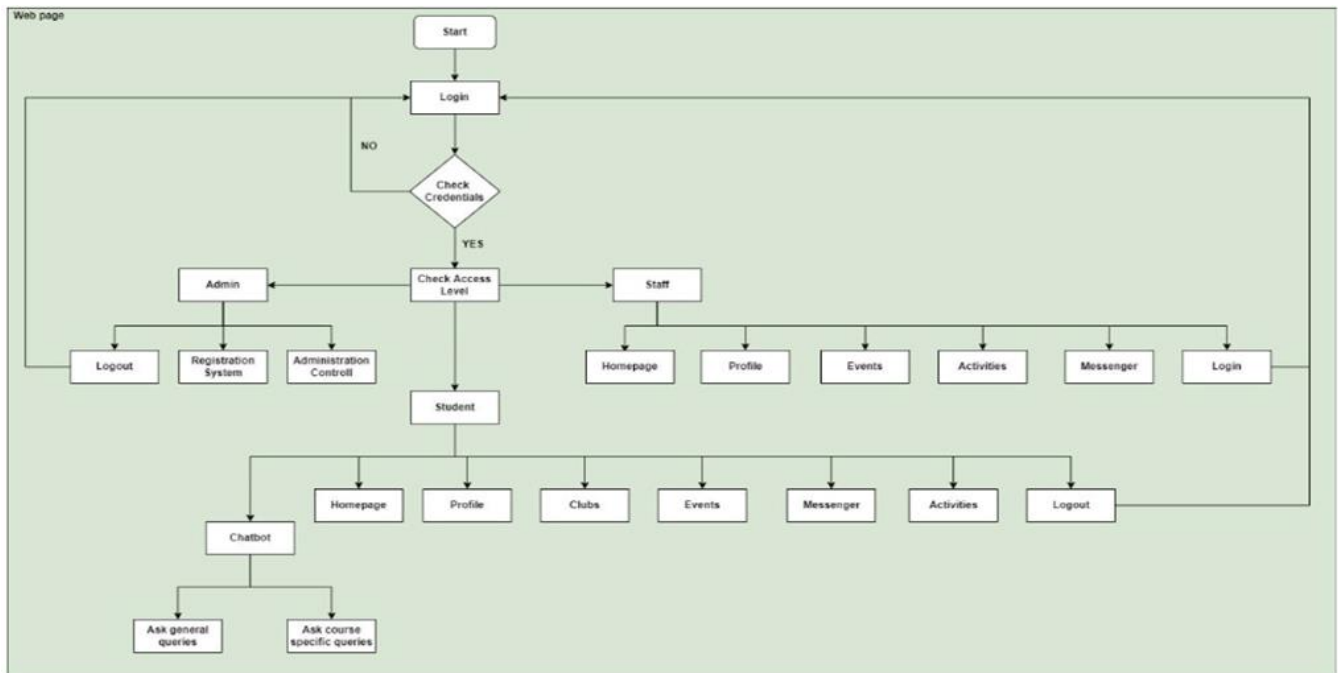 Web page
Start
Login
NO
Check
Credentials
YES
Admin
Check Access
Level
Staff
Logout
Registration
System
Administration
Controll
Homepage
Profile
Events
Activities
Messenger
Login
Student
Homepage
Profile
Clubs
Events
Messenger
Activities
Logout
Chatbot
Ask general
queries
Ask course
specific queries